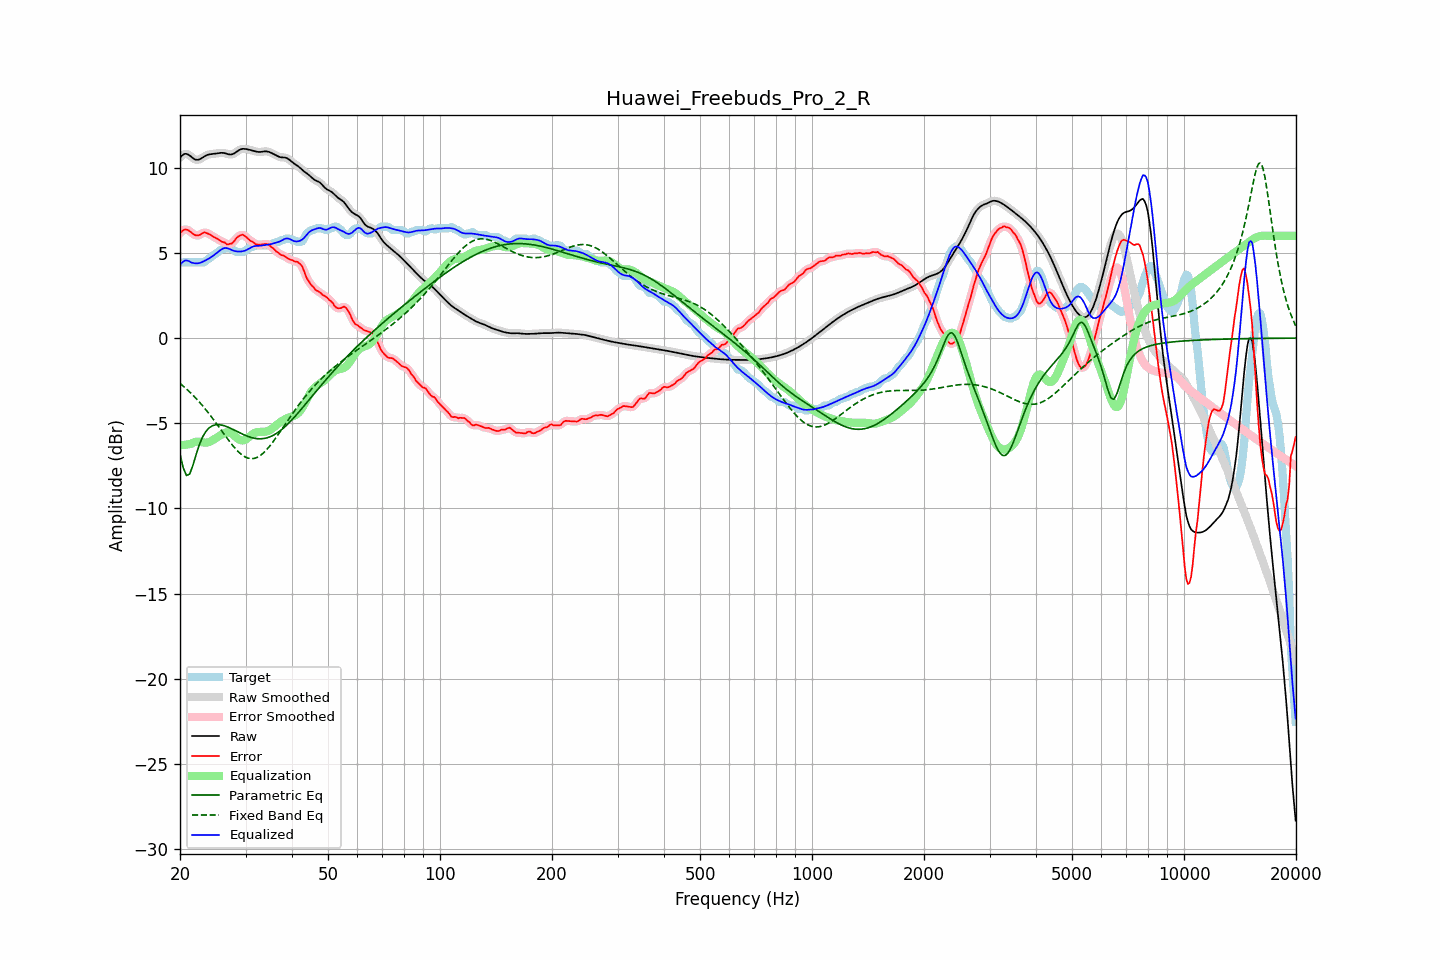 Huawei_Freebuds_Pro_2_R
Amplitude (dBr)
10
5
0
−5
−10
−15
−20
−25
−30
Target
Raw Smoothed
Error Smoothed
Raw
Error
Equalization
Parametric Eq
Fixed Band Eq
Equalized
20
50
100
200
500
1000
2000
5000
10000
20000
Frequency (Hz)